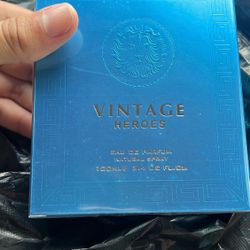 VINTAGE
HEROES
EAU DE PARFUM
NATURAL SPRAY